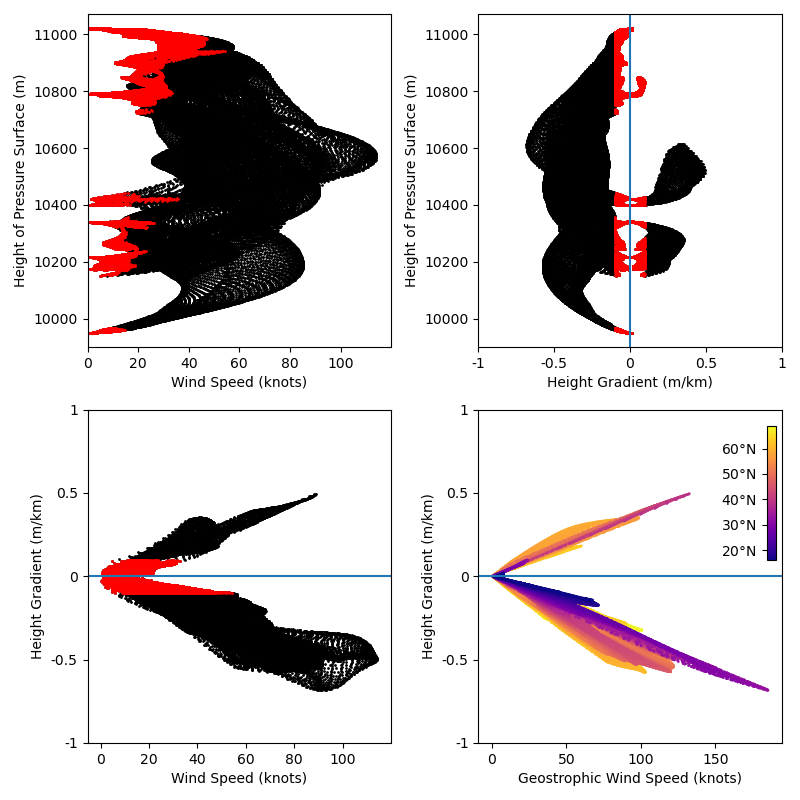 11000
10800
10600
10400
10200
10000
Height of Pressure Surface (m)
0 20 40 60 80 100
Wind Speed (knots)
11000
10800
10600
10400
10200
10000
Height of Pressure Surface (m)
-1 -0.5 0 0.5 1
Height Gradient (m/km)
1
0.5
0
-0.5
-1
Height Gradient (m/km)
0 20 40 60 80 100
Wind Speed (knots)
1
0.5
0
-0.5
-1
Height Gradient (m/km)
60°N
50°N
40°N
30°N
20°N
0 50 100 150
Geostrophic Wind Speed (knots)